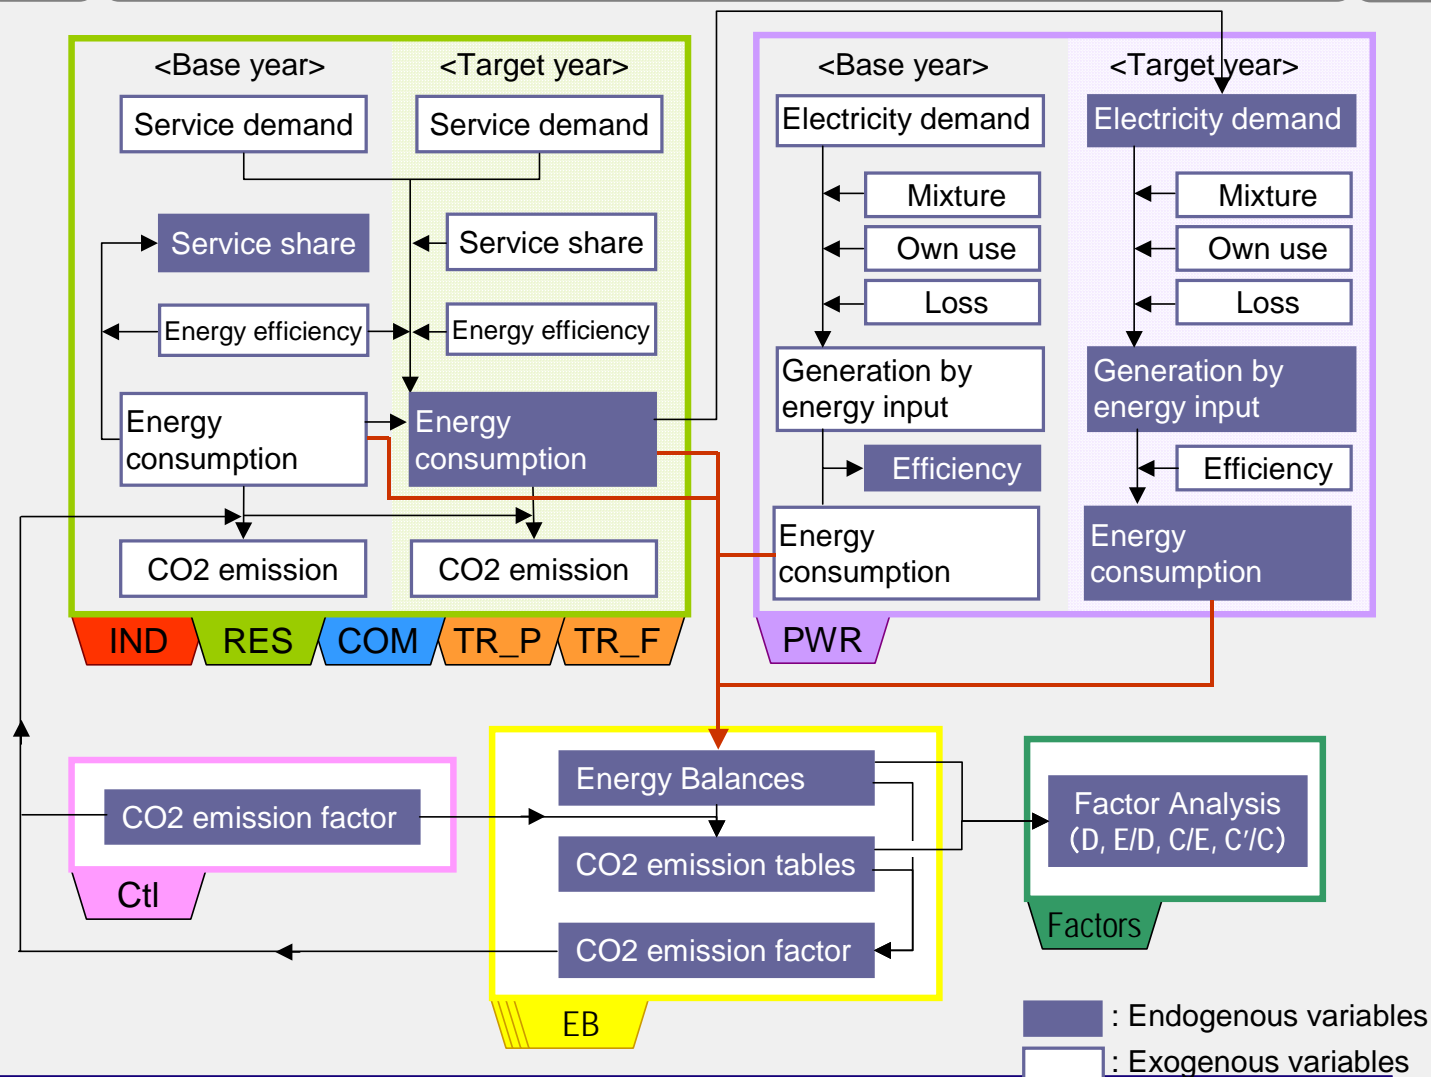 <Base year>
<Target year>
Service demand
Service demand
Service share
Service share
Energy efficiency
Energy efficiency
Energy
consumption
Energy
consumption
CO2 emission
CO2 emission
IND
RES
COM
TR_P
TR_F
<Base year>
<Target year>
Electricity demand
Electricity demand
Mixture
Mixture
Own use
Own use
Loss
Loss
Generation by
energy input
Generation by
energy input
Efficiency
Efficiency
Energy
consumption
Energy
consumption
PWR
CO2 emission factor
Ctl
Energy Balances
CO2 emission tables
CO2 emission factor
EB
Factor Analysis
(D, E/D, C/E, C'/C)
Factors
: Endogenous variables
: Exogenous variables